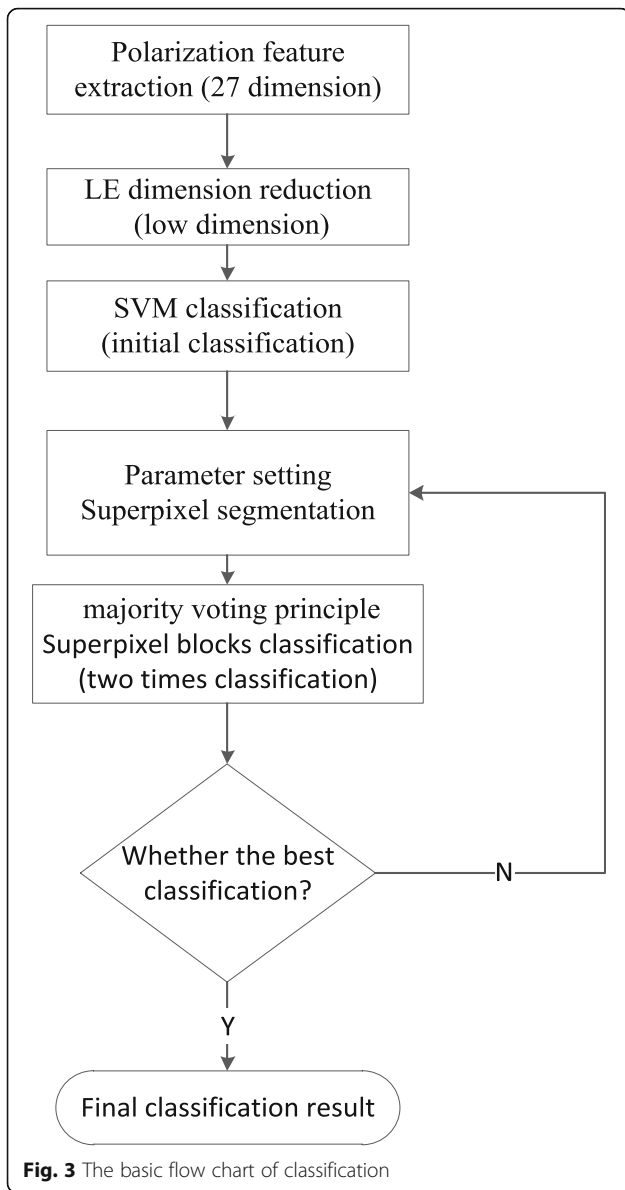 Polarization feature
extraction (27 dimension)
LE dimension reduction
(low dimension)
SVM classification
(initial classification)
Parameter setting
Superpixel segmentation
majority voting principle
Superpixel blocks classification
(two times classification)
Whether the best
classification?
N
Y
Final classification result
Fig. 3 The basic flow chart of classification